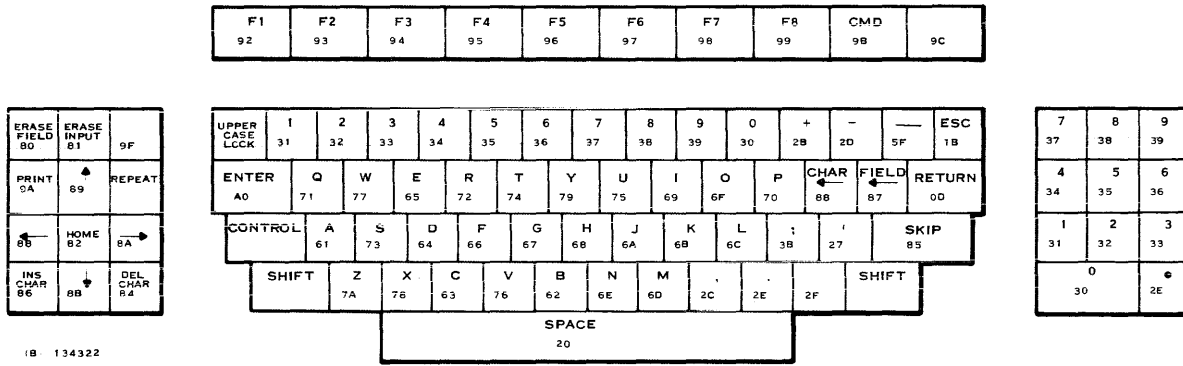 F1 F2 F3 F4 F5 F6 F7 F8 CMD
92 93 94 95 96 97 98 99 9B 9C
ERASE FIELD 80 ERASE INPUT 81 9F
UPPER CASE LOCK
1 2 3 4 5 6 7 8 9 0 + - — ESC
31 32 33 34 35 36 37 38 39 30 2B 2D 5F 1B
7 8 9
37 38 39
PRINT 9A 89 REPEAT
ENTER Q W E R T Y U I O P CHAR FIELD RETURN
A0 71 77 65 72 74 79 75 69 6F 70 88 87 0D
4 5 6
34 35 36
88 HOME 82 8A
CONTROL A S D F G H J K L ; ' SKIP
61 73 64 66 67 68 6A 6B 6C 3B 27 85
1 2 3
31 32 33
INS CHAR 86 8B DEL CHAR 84
SHIFT Z X C V B N M , . SHIFT
7A 78 63 76 62 6E 6D 2C 2E 2F
0
30 2E
SPACE
20
134322